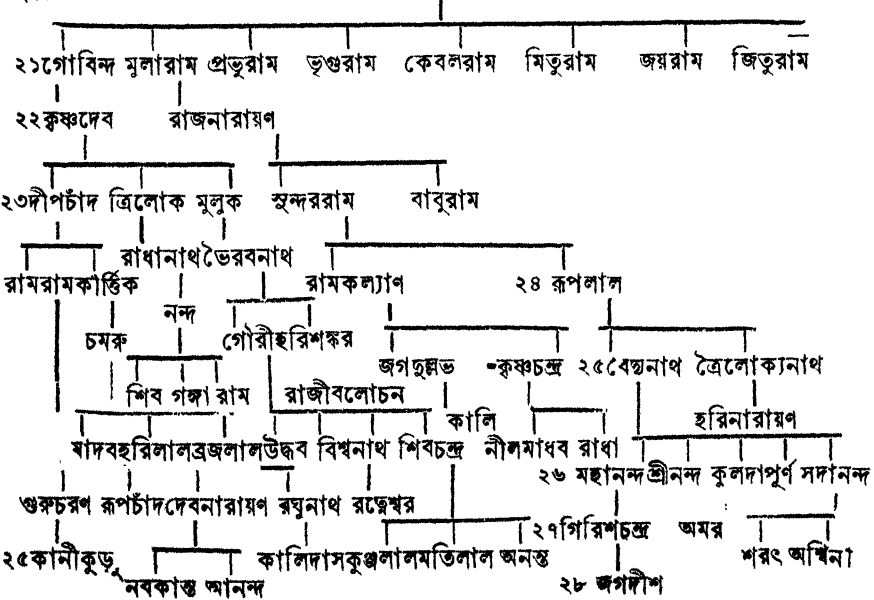 ২১গোবিন্দ মুলারাম প্রভুরাম ভৃগুরাম কেবলরাম মিতুরাম জয়রাম জিতুরাম
২২কৃষ্ণদেব রাজনারায়ণ
২৩দীপচাঁদ ত্রিলোক মুলুক সুন্দররাম বাবুরাম
রাধানাথ ভৈরবনাথ
রামরাম কার্ত্তিক রামকল্যাণ ২৪ রূপলাল
নন্দ
চমরু গৌরীহরিশঙ্কর
জগদ্দুল্লভ কৃষ্ণচন্দ্র ২৫বৈদ্যনাথ ত্রৈলোক্যনাথ
শিব গঙ্গা রাম রাজীবলোচন
কালি হরিনারায়ণ
যাদবহরিলালব্রজলালউদ্ধব বিশ্বনাথ শিবচন্দ্র নীলমাধব রাধা
২৬ মহানন্দ শ্রীনন্দ কুলদাপূর্ণ সদানন্দ
গুরুচরণ রূপচাঁদদেবনারায়ণ রঘুনাথ রত্নেশ্বর
২৭গিরিশচন্দ্র অমর
২৫কানীকুড়ু কালিদাসকুঞ্জলালমতিলাল অনন্ত শরৎ অশ্বিনী
নবকান্ত আনন্দ ২৮ জগদীশ